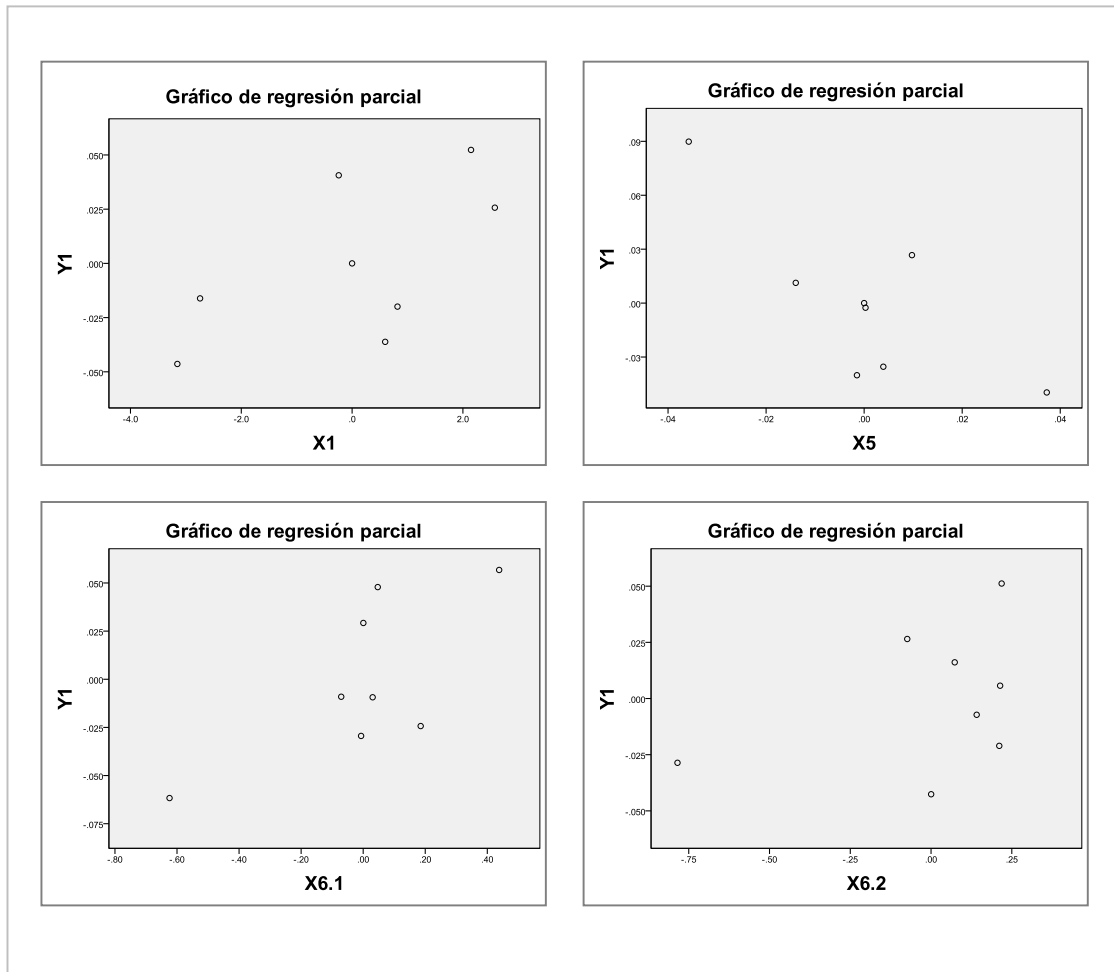 Gráfico de regresión parcial
.050
.025
.000
-.025
-.050
Y1
-4.0 -2.0 .0 2.0
X1
Gráfico de regresión parcial
.09
.06
.03
.00
-.03
Y1
-.04 -.02 .00 .02 .04
X5
Gráfico de regresión parcial
.050
.025
.000
-.025
-.050
-.075
Y1
-.80 -.60 -.40 -.20 .00 .20 .40
X6.1
Gráfico de regresión parcial
.050
.025
.000
-.025
-.050
Y1
-.75 -.50 -.25 .00 .25
X6.2